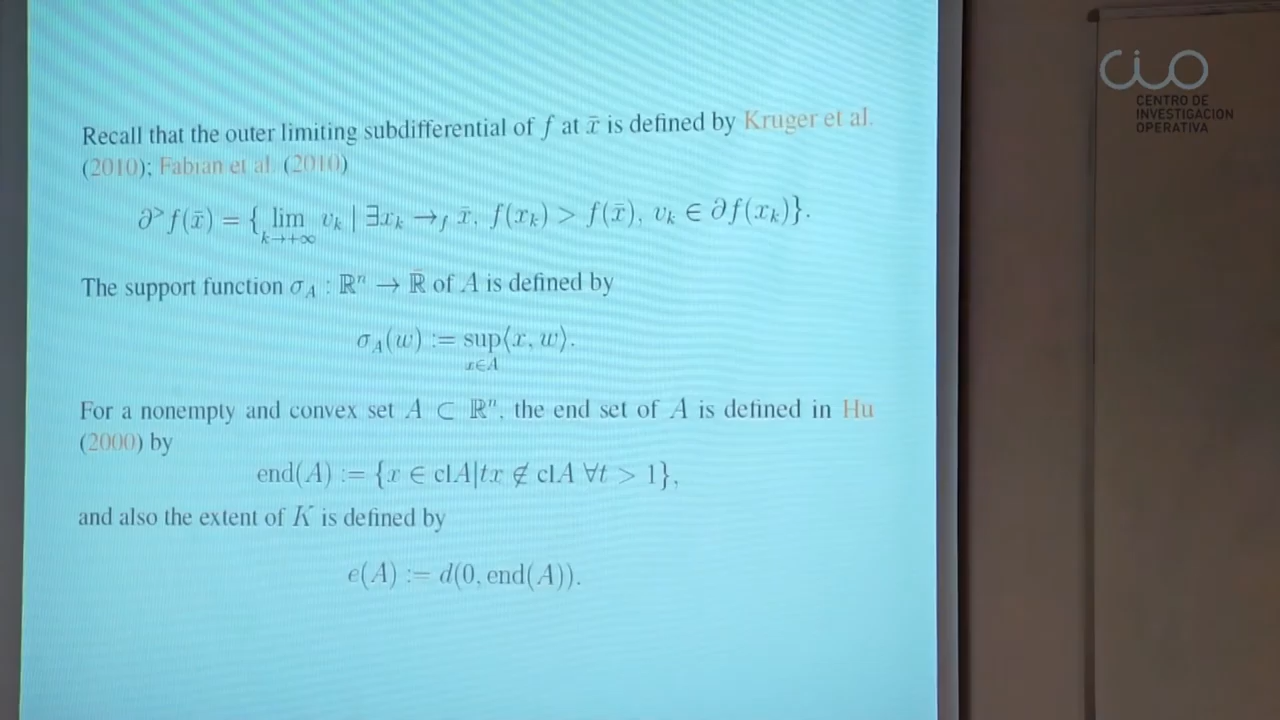 Recall that the outer limiting subdifferential of f at x̄ is defined by Kruger et al.
(2010); Fabian et al. (2010)
∂^> f(x̄) = { lim_{k→+∞} v_k | ∃x_k →_f x̄, f(x_k) > f(x̄), v_k ∈ ∂f(x_k)}.
The support function σ_A : ℝⁿ → ℝ̄ of A is defined by
σ_A(w) := sup_{x∈A}⟨x, w⟩.
For a nonempty and convex set A ⊂ ℝⁿ, the end set of A is defined in Hu
(2000) by
end(A) := {x ∈ clA|tx ∉ clA ∀t > 1},
and also the extent of K is defined by
e(A) := d(0, end(A)).
CIO
CENTRO DE
INVESTIGACION
OPERATIVA